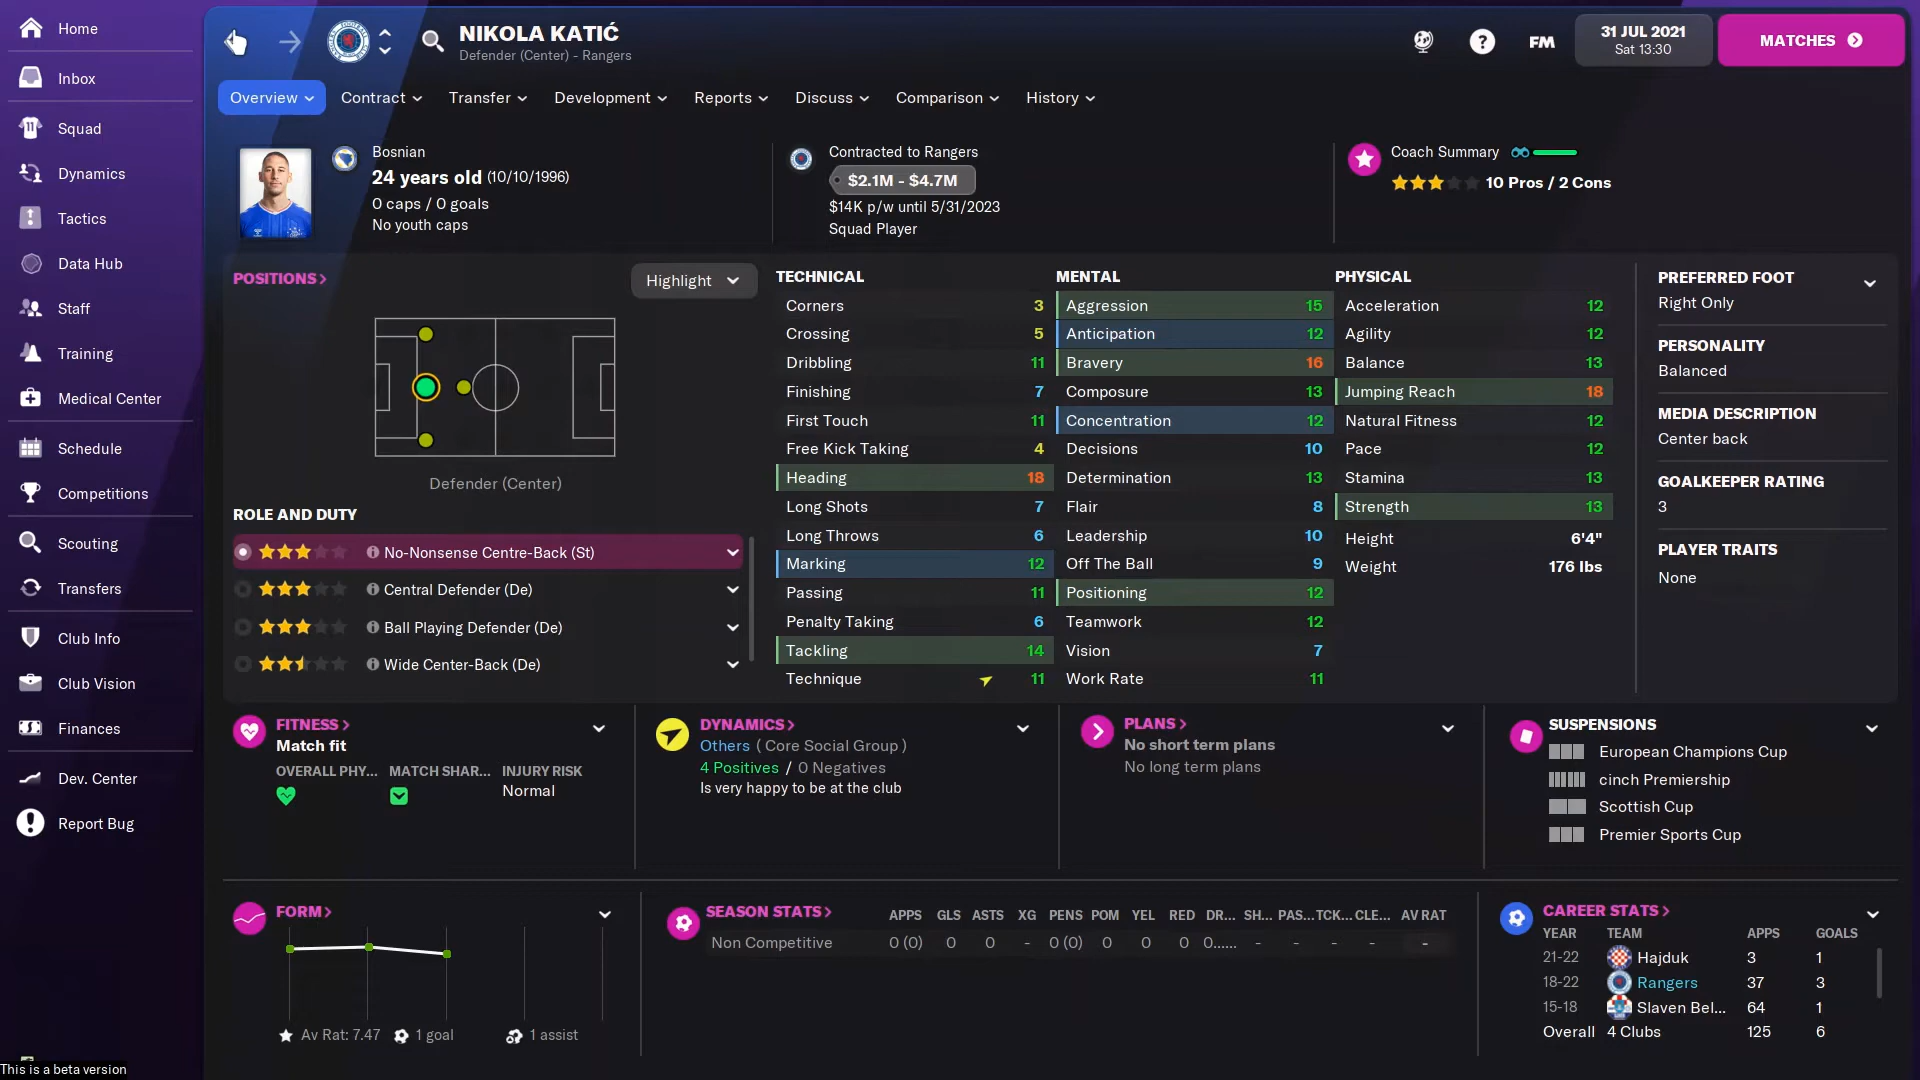 Home
Inbox
Squad
Dynamics
Tactics
Data Hub
Staff
Training
Medical Center
Schedule
Competitions
Scouting
Transfers
Club Info
Club Vision
Finances
Dev. Center
Report Bug
This is a beta version
NIKOLA KATIĆ
Defender (Center) - Rangers
FM
31 JUL 2021
Sat 13:30
MATCHES
Overview
Contract
Transfer
Development
Reports
Discuss
Comparison
History
Bosnian
24 years old (10/10/1996)
0 caps / 0 goals
No youth caps
Contracted to Rangers
$2.1M - $4.7M
$14K p/w until 5/31/2023
Squad Player
Coach Summary
10 Pros / 2 Cons
POSITIONS
Highlight
Defender (Center)
ROLE AND DUTY
No-Nonsense Centre-Back (St)
Central Defender (De)
Ball Playing Defender (De)
Wide Center-Back (De)
TECHNICAL
Corners 3
Crossing 5
Dribbling 11
Finishing 7
First Touch 11
Free Kick Taking 4
Heading 18
Long Shots 7
Long Throws 6
Marking 12
Passing 11
Penalty Taking 6
Tackling 14
Technique 11
MENTAL
Aggression 15
Anticipation 12
Bravery 16
Composure 13
Concentration 12
Decisions 10
Determination 13
Flair 8
Leadership 10
Off The Ball 9
Positioning 12
Teamwork 12
Vision 7
Work Rate 11
PHYSICAL
Acceleration 12
Agility 12
Balance 13
Jumping Reach 18
Natural Fitness 12
Pace 12
Stamina 13
Strength 13
Height 6'4"
Weight 176 lbs
PREFERRED FOOT
Right Only
PERSONALITY
Balanced
MEDIA DESCRIPTION
Center back
GOALKEEPER RATING
3
PLAYER TRAITS
None
FITNESS
Match fit
OVERALL PHY... MATCH SHAR... INJURY RISK
Normal
DYNAMICS
Others ( Core Social Group )
4 Positives / 0 Negatives
Is very happy to be at the club
PLANS
No short term plans
No long term plans
SUSPENSIONS
European Champions Cup
cinch Premiership
Scottish Cup
Premier Sports Cup
FORM
Av Rat: 7.47 1 goal 1 assist
SEASON STATS APPS GLS ASTS XG PENS POM YEL RED DR... SH... PAS... TCK... CLE... AV RAT
Non Competitive 0 (0) 0 0 - 0 (0) 0 0 0 0...... - - - - -
CAREER STATS
YEAR TEAM APPS GOALS
21-22 Hajduk 3 1
18-22 Rangers 37 3
15-18 Slaven Bel... 64 1
Overall 4 Clubs 125 6